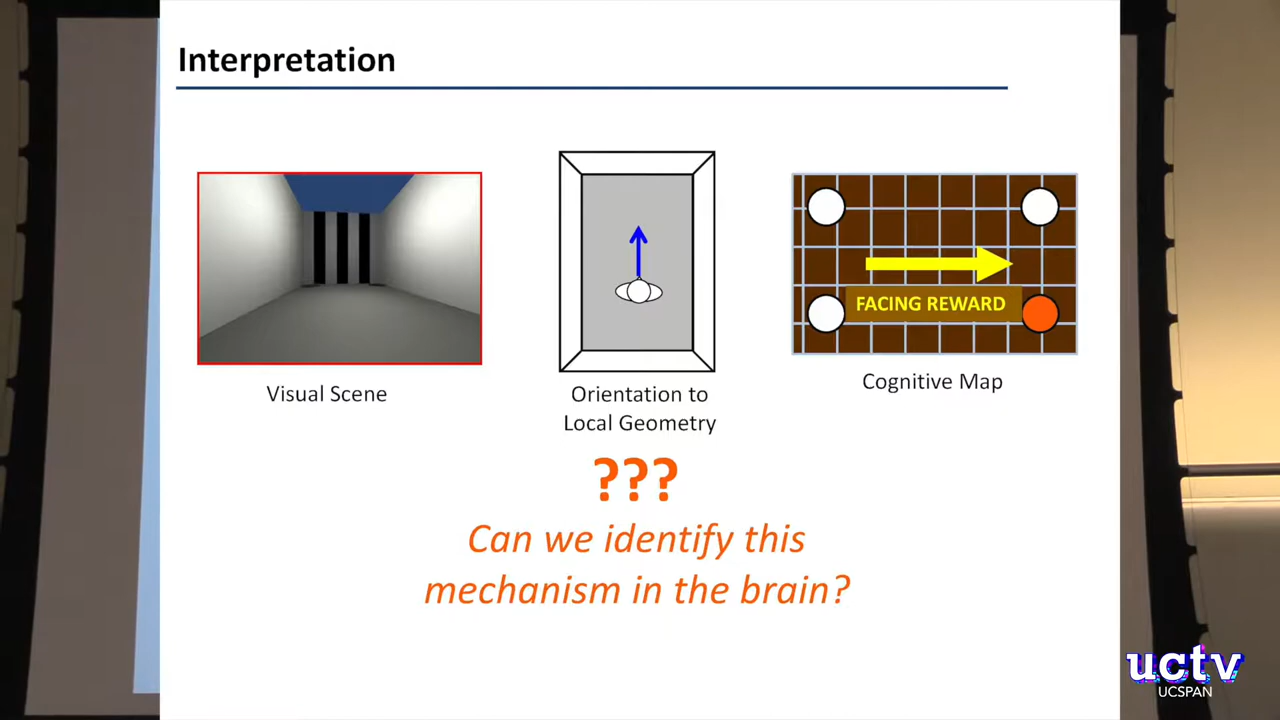 Interpretation
FACING REWARD
Visual Scene
Orientation to
Local Geometry
Cognitive Map
???
Can we identify this
mechanism in the brain?
uctv
UCSPAN